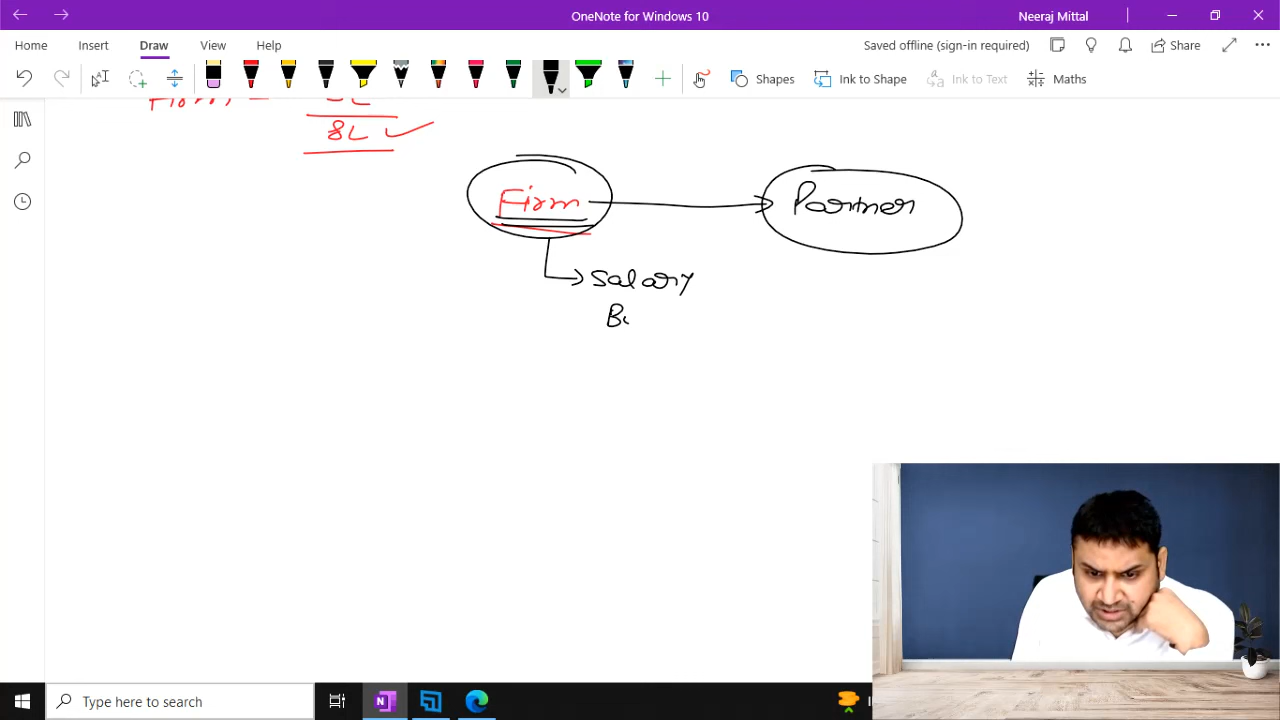 OneNote for Windows 10
Neeraj Mittal
Home Insert Draw View Help
Saved offline (sign-in required)
Share
Shapes
Ink to Shape
Ink to Text
Maths
8L
Firm
Partner
Salary
Type here to search